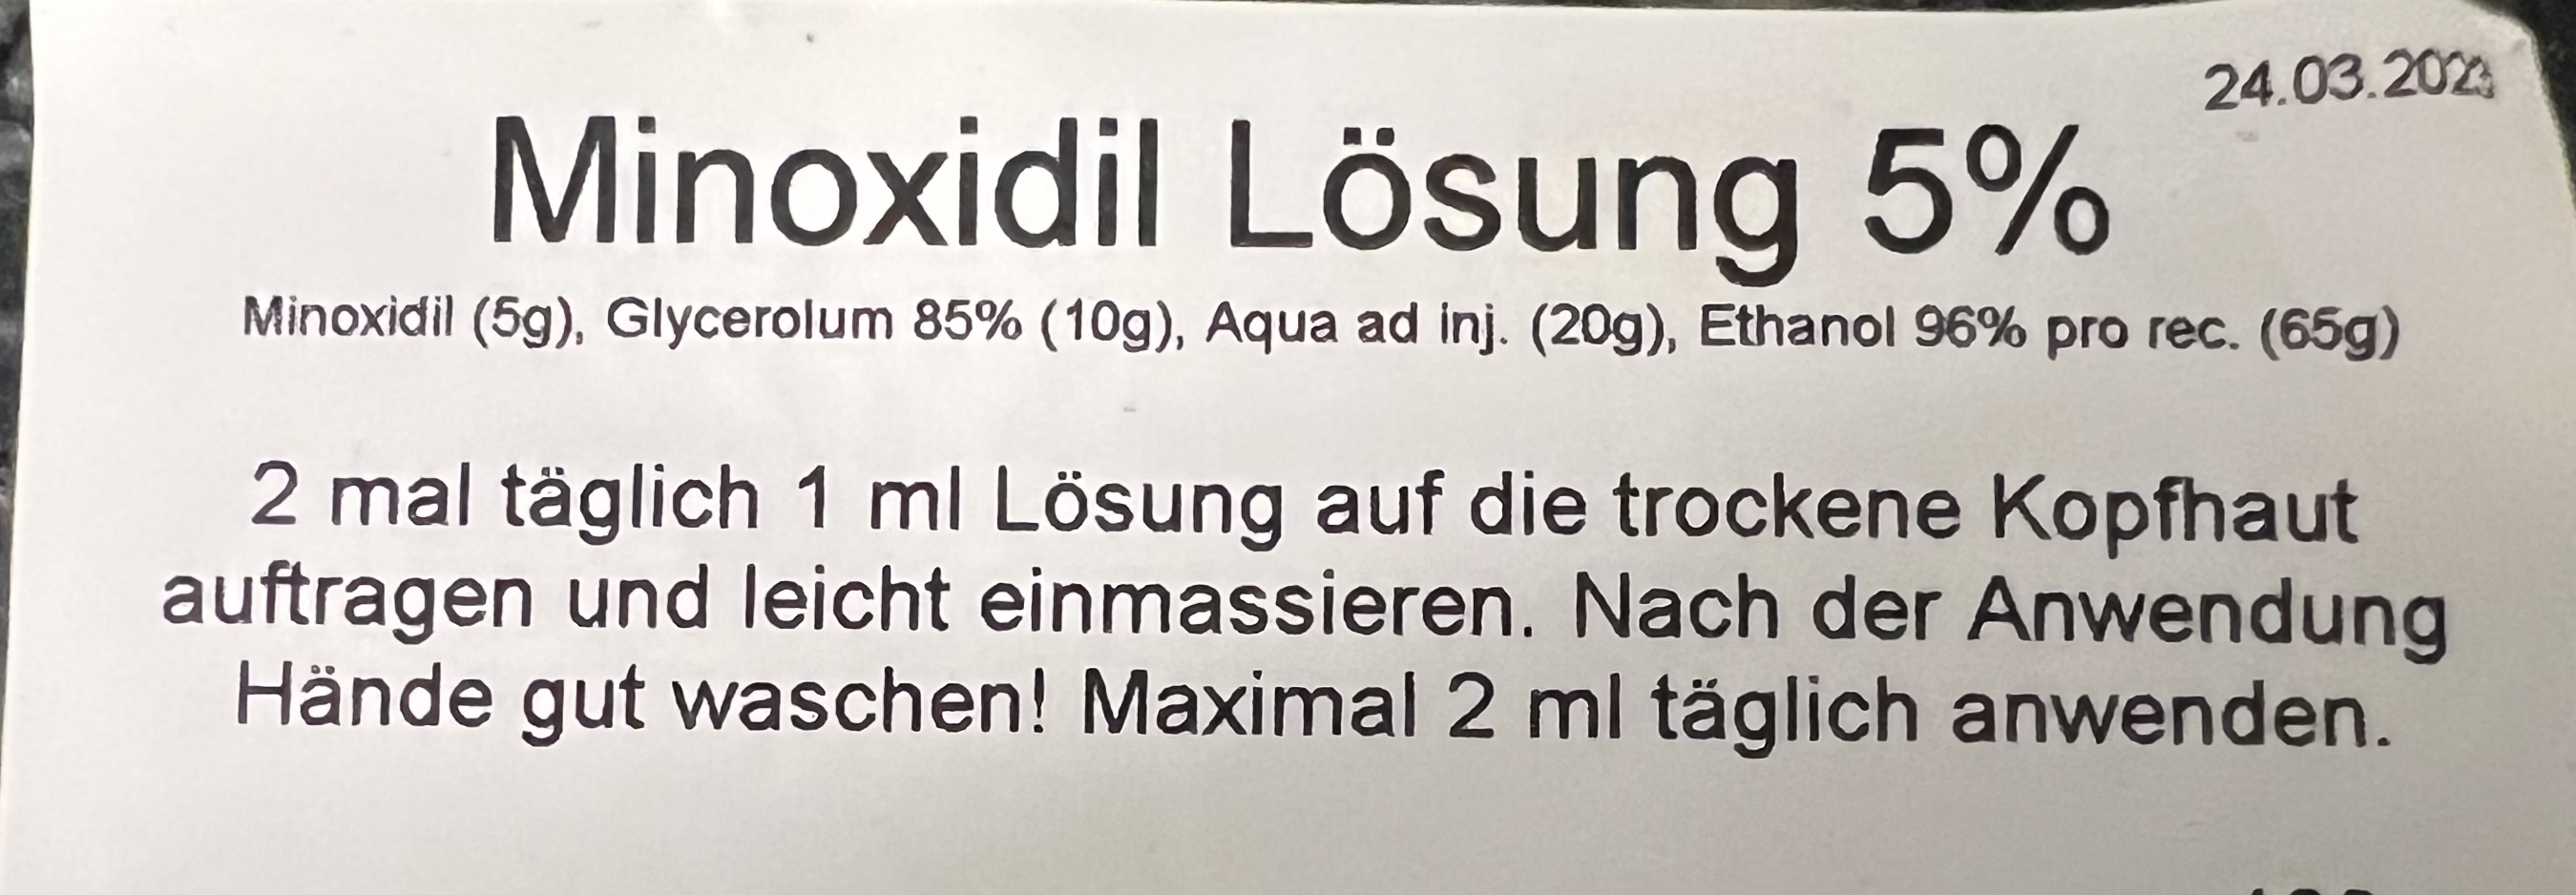 24.03.2023
Minoxidil Lösung 5%
Minoxidil (5g), Glycerolum 85% (10g), Aqua ad inj. (20g), Ethanol 96% pro rec. (65g)
2 mal täglich 1 ml Lösung auf die trockene Kopfhaut
auftragen und leicht einmassieren. Nach der Anwendung
Hände gut waschen! Maximal 2 ml täglich anwenden.